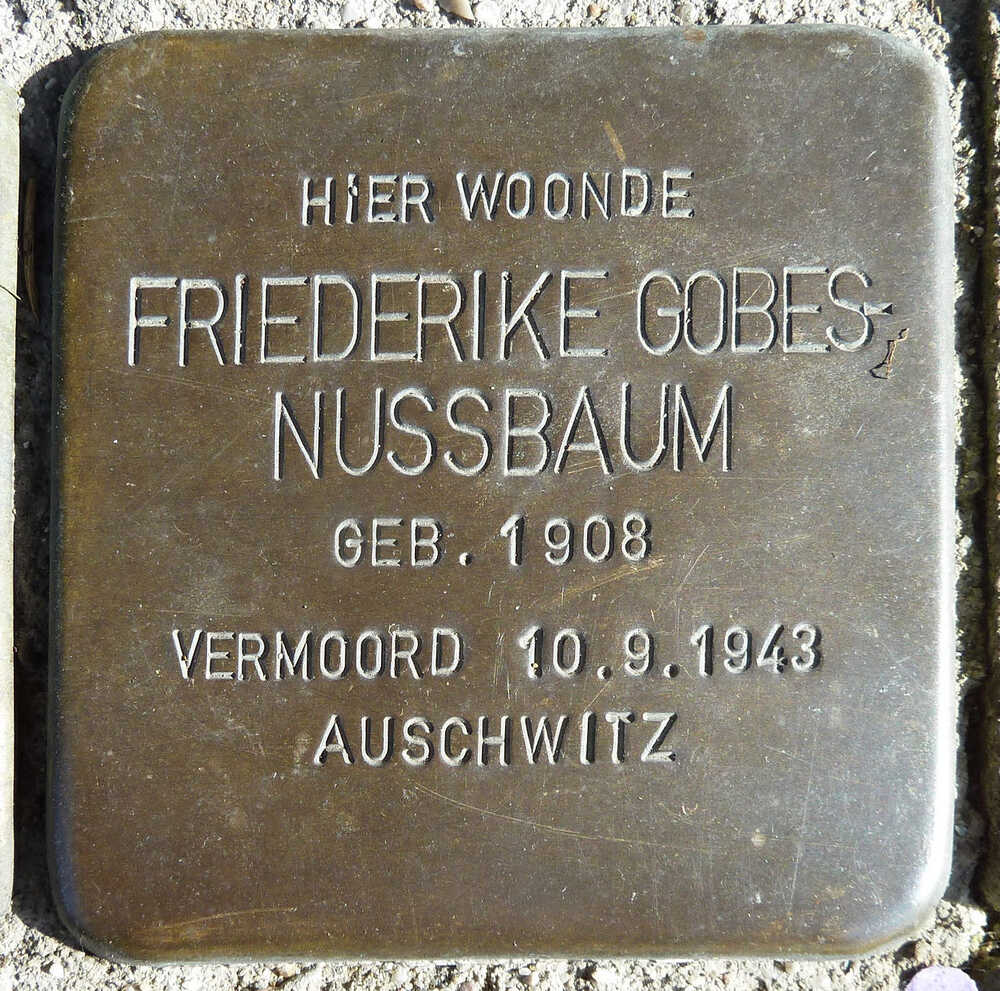 HIER WOONDE
FRIEDERIKE GOBES-
NUSSBAUM
GEB. 1908
VERMOORD 10.9.1943
AUSCHWITZ